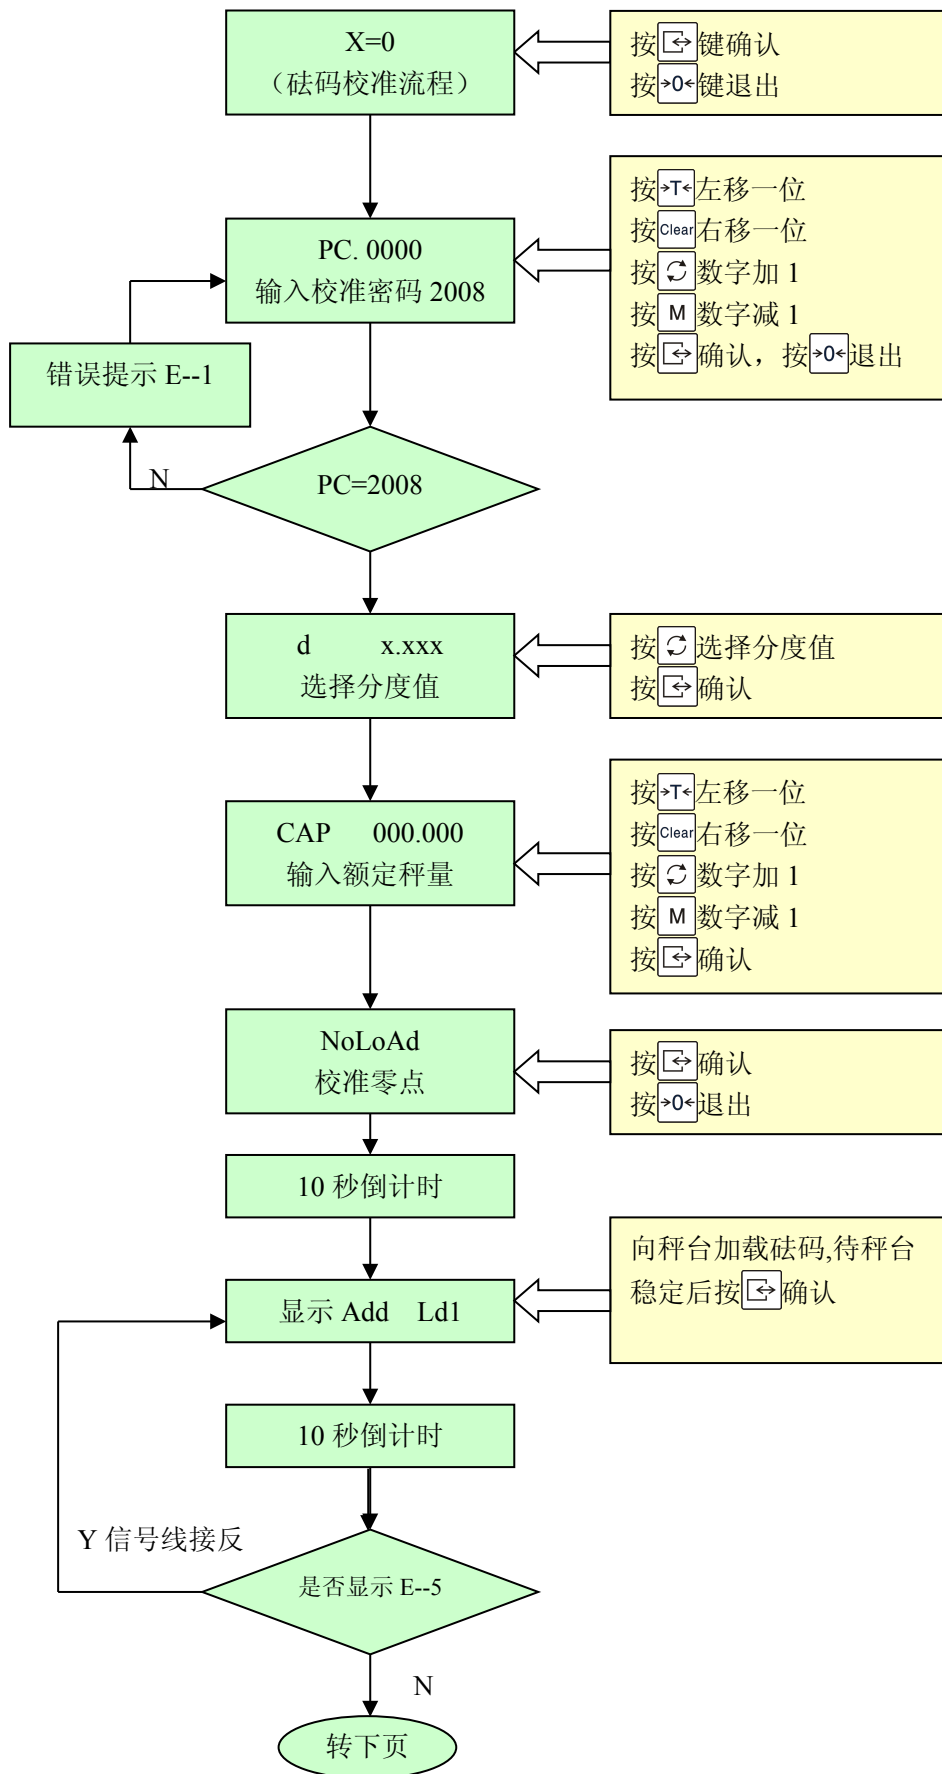 X=0
（砝码校准流程）
按键确认
按→0←键退出
PC. 0000
输入校准密码 2008
按→T←左移一位
按Clear右移一位
按数字加 1
按M数字减 1
按确认，按→0←退出
错误提示 E--1
N
PC=2008
d x.xxx
选择分度值
按选择分度值
按确认
CAP 000.000
输入额定秤量
按→T←左移一位
按Clear右移一位
按数字加 1
按M数字减 1
按确认
NoLoAd
校准零点
按确认
按→0←退出
10 秒倒计时
显示 Add Ld1
向秤台加载砝码,待秤台
稳定后按确认
10 秒倒计时
Y 信号线接反
是否显示 E--5
N
转下页